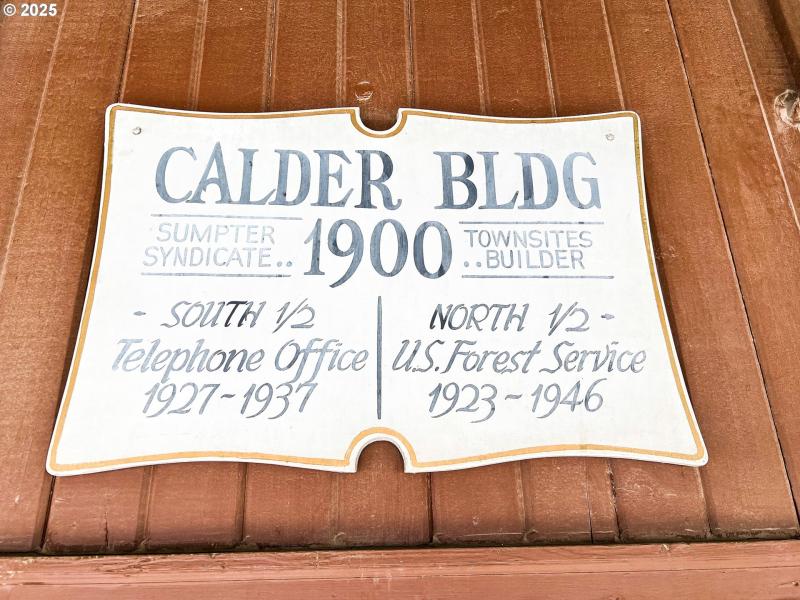 © 2025
CALDER BLDG
SUMPTER
SYNDICATE..
1900
TOWNSITES
..BUILDER
- SOUTH 1/2
Telephone Office
1927~1937
NORTH 1/2 -
U.S. Forest Service
1923~1946